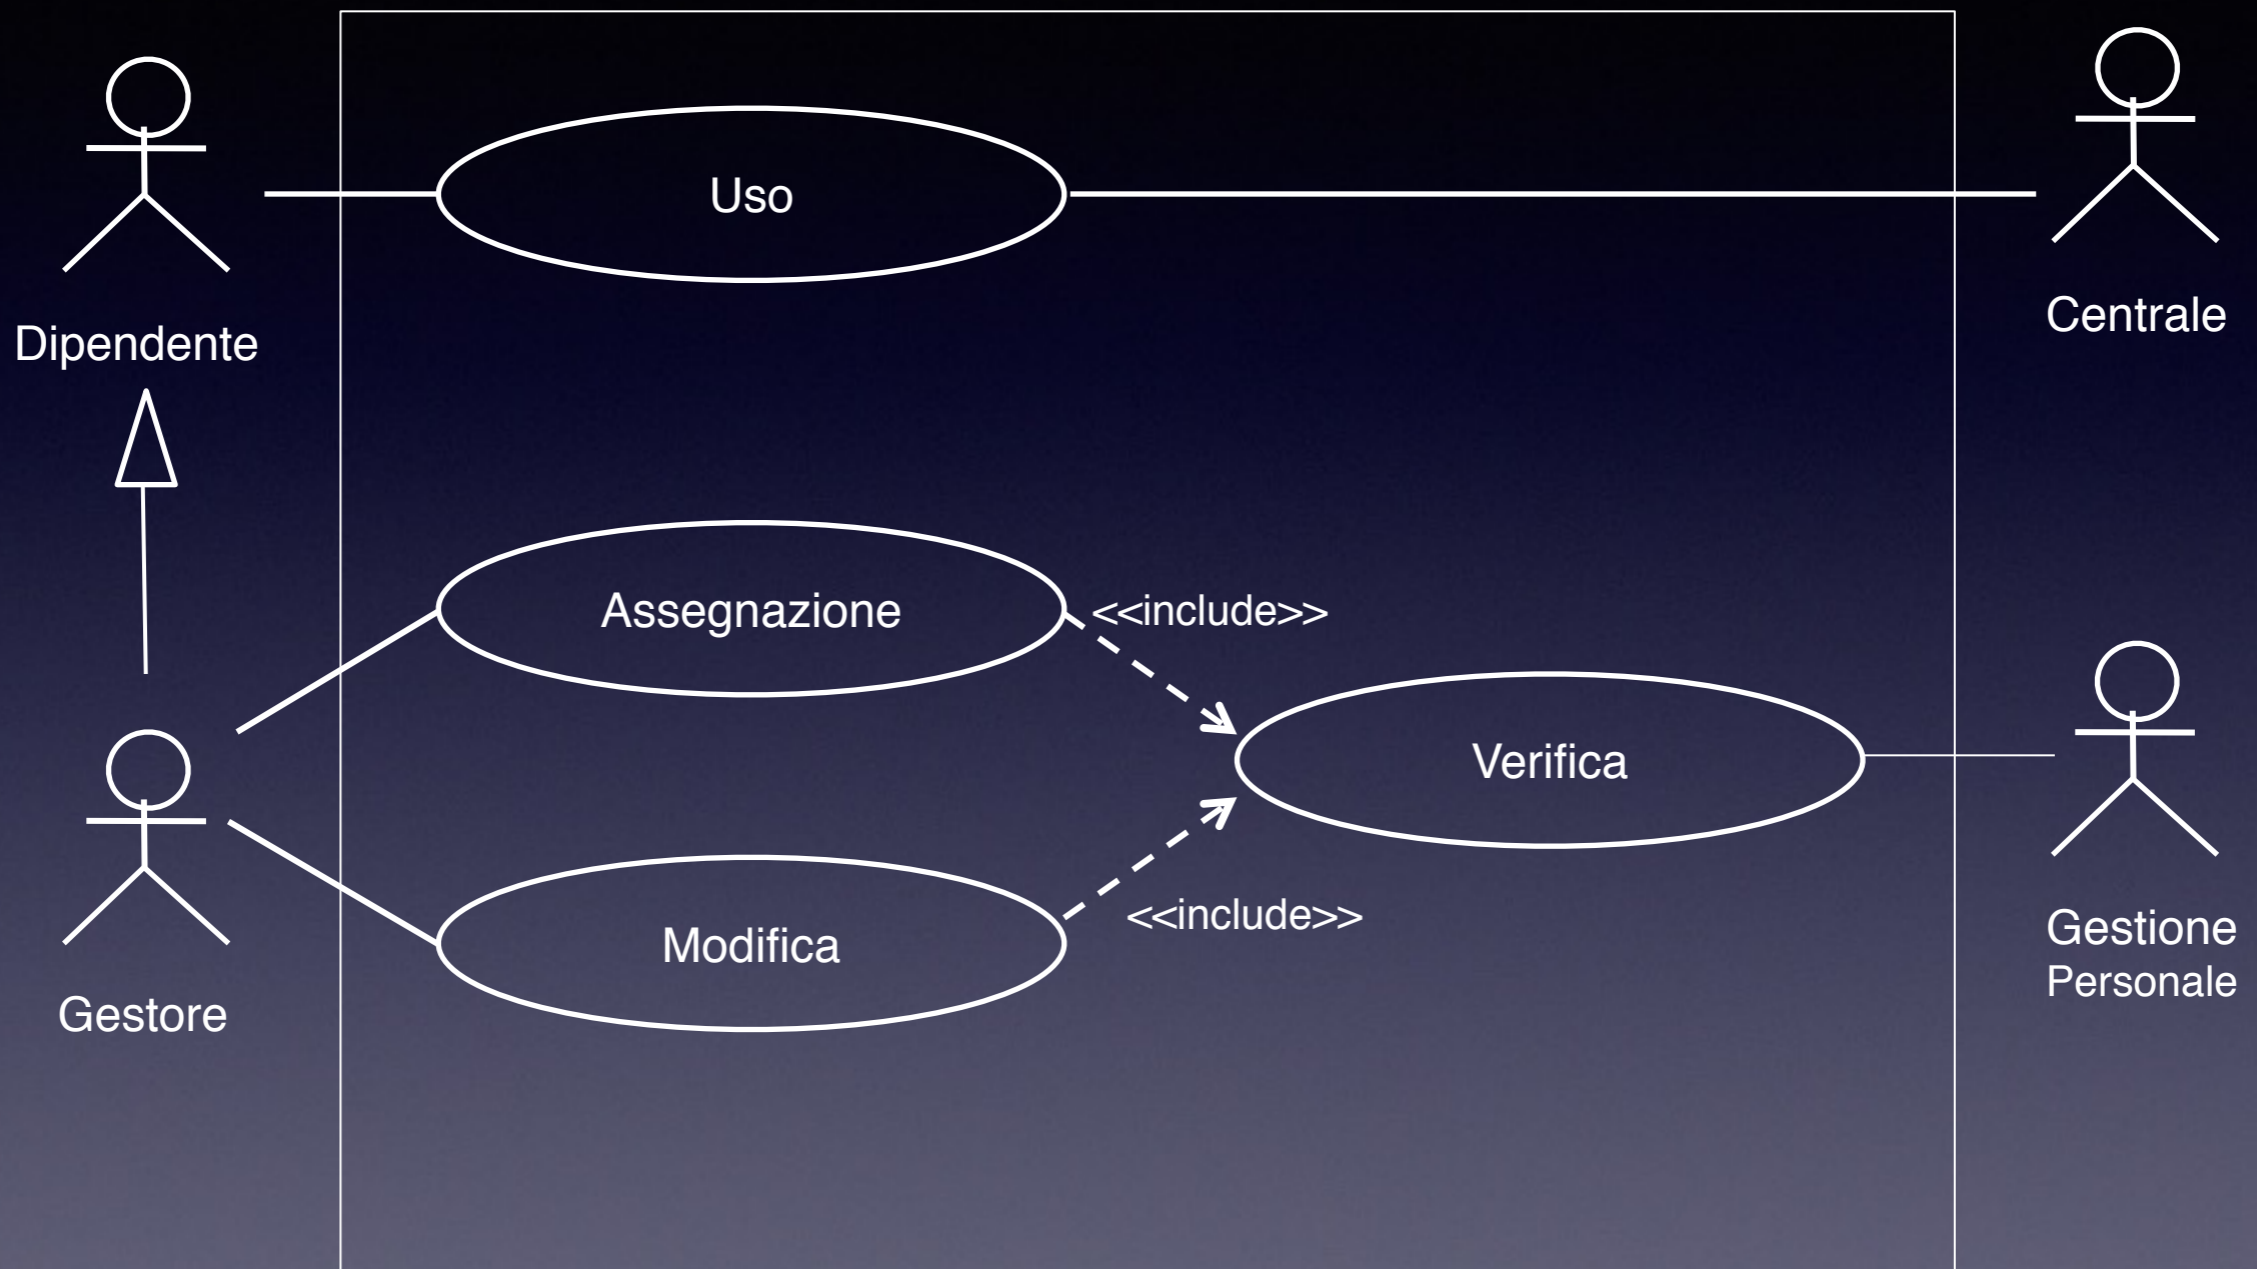 Uso
Centrale
Dipendente
Assegnazione
<<include>>
Verifica
<<include>>
Modifica
Gestione
Personale
Gestore